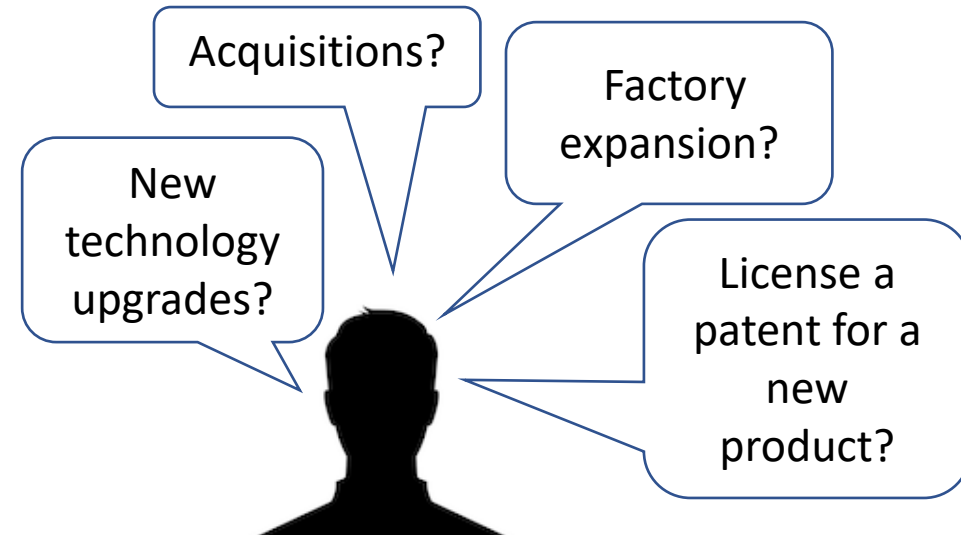 Acquisitions?
Factory
expansion?
New
technology
upgrades?
License a
patent for a
new
product?